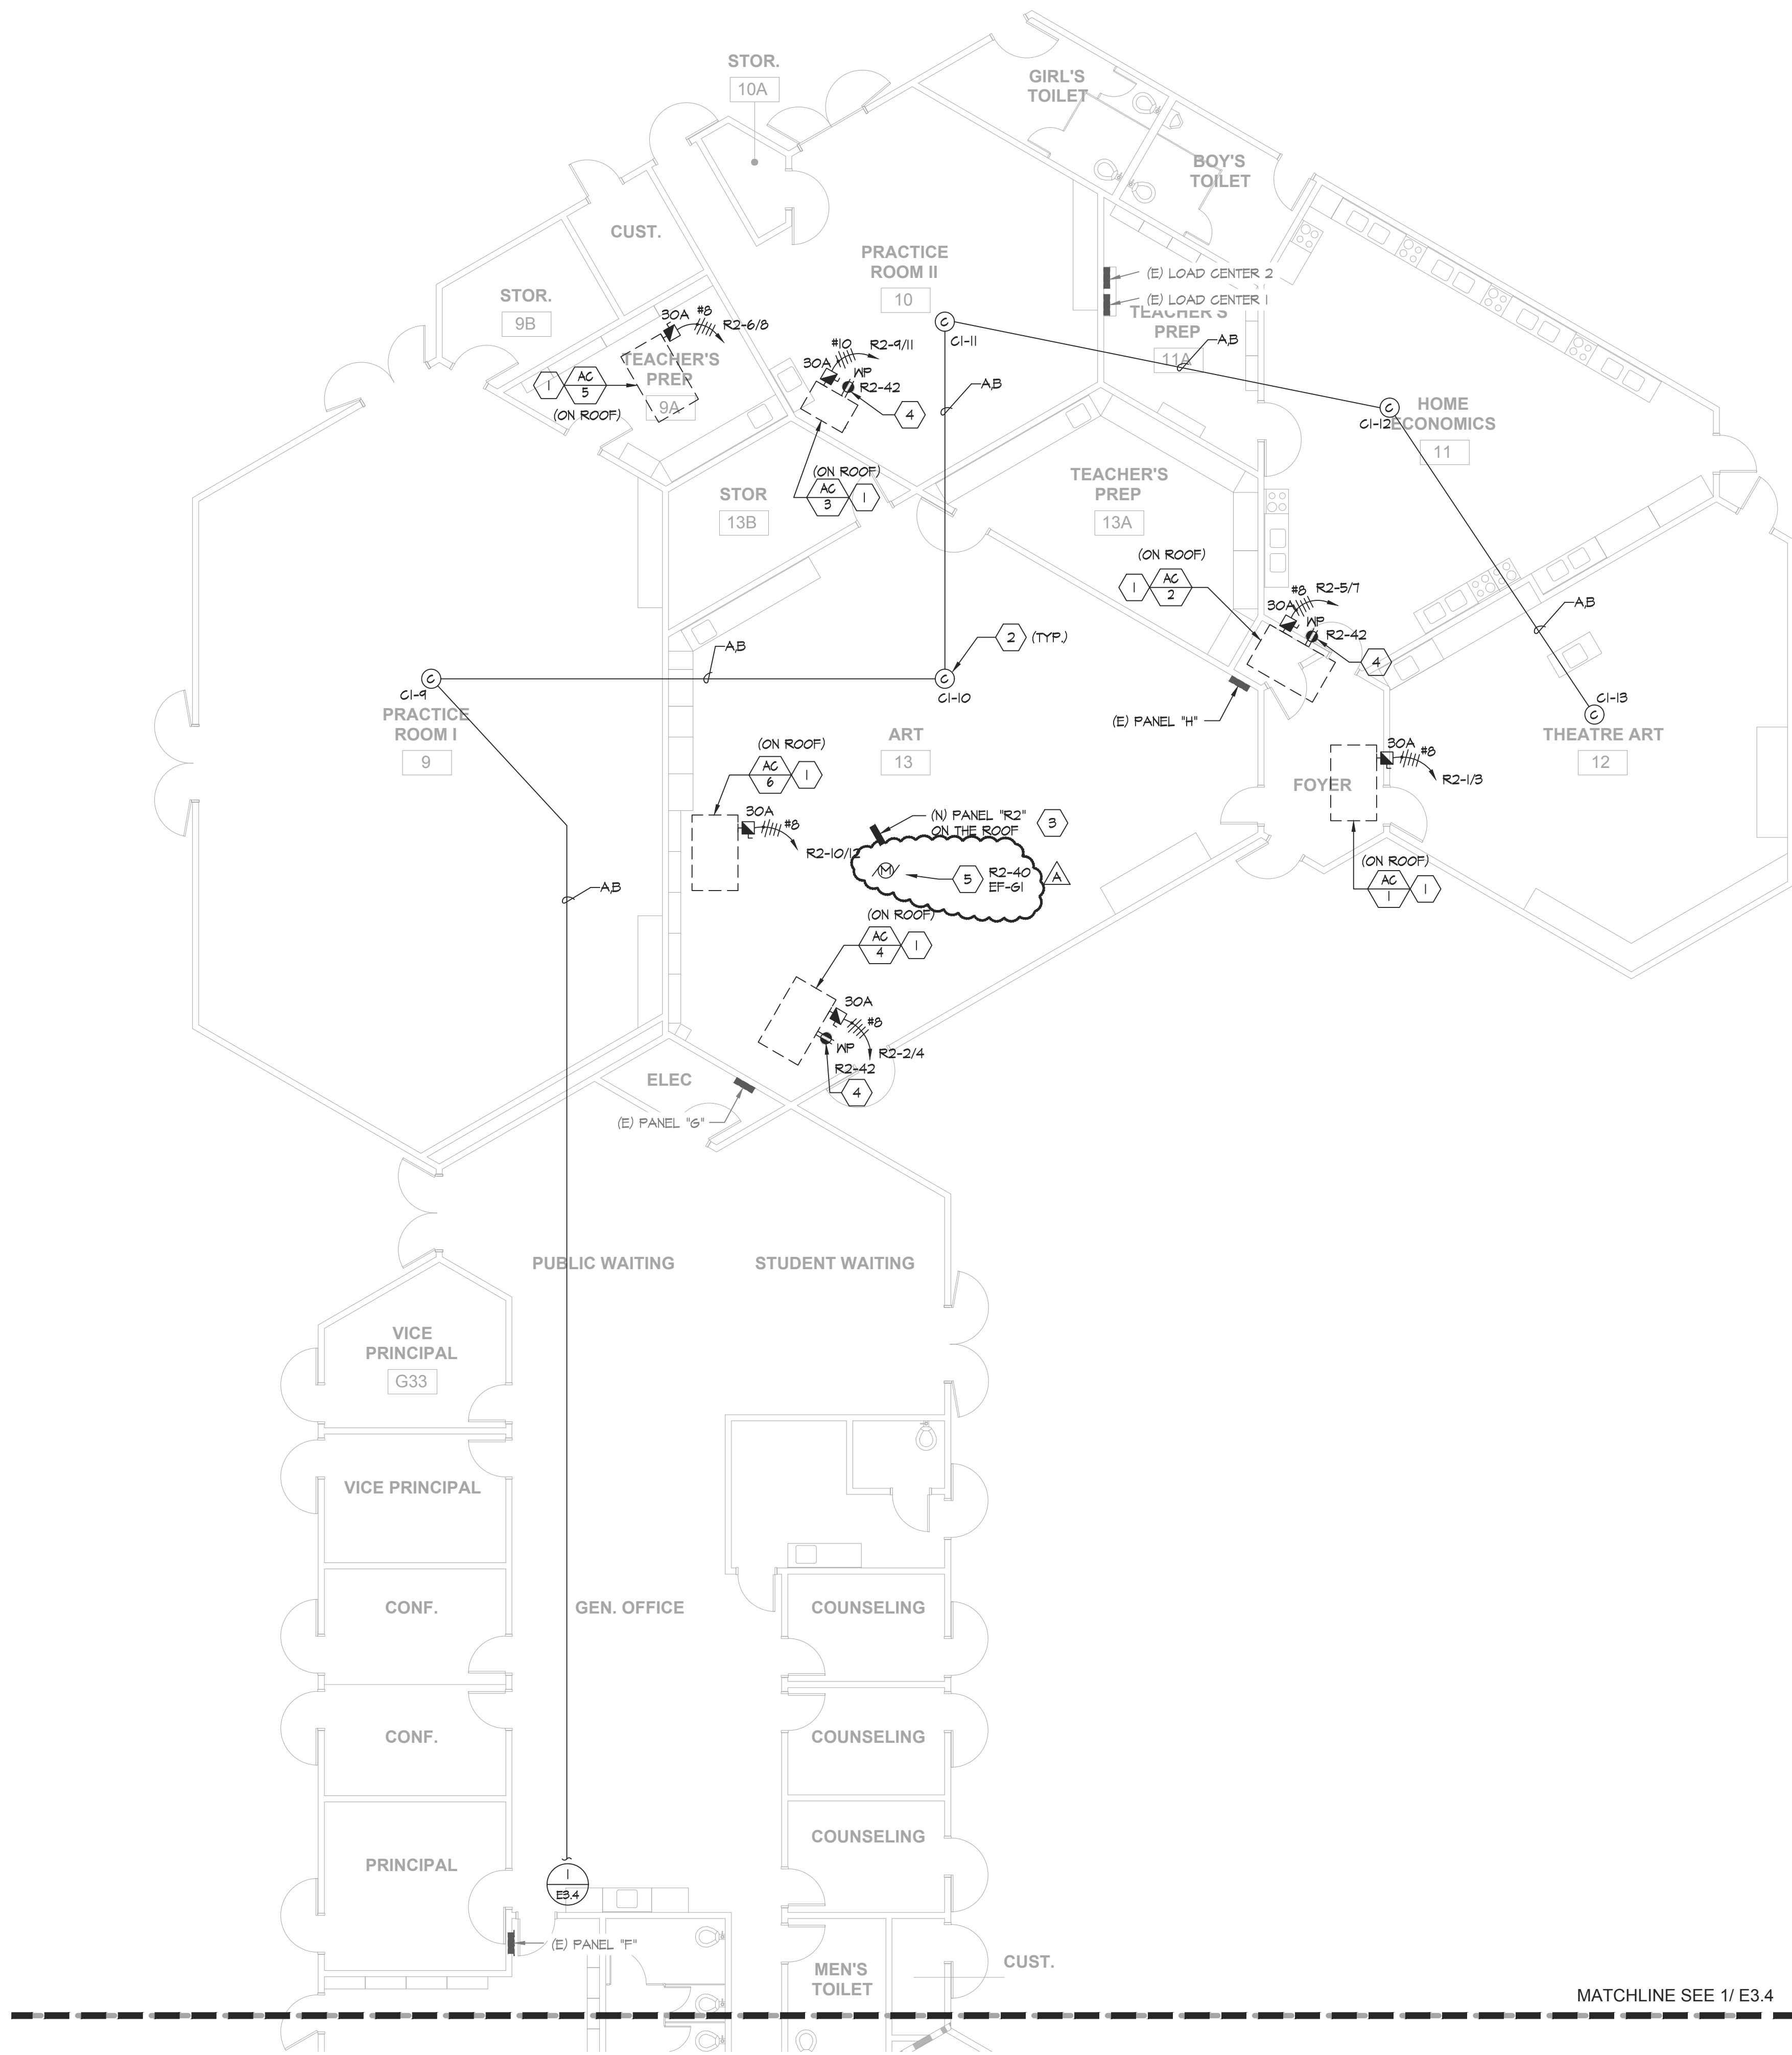 STOR.
10A
GIRL'S
TOILET
BOY'S
TOILET
CUST.
PRACTICE
ROOM II
10
(E) LOAD CENTER 2
(E) LOAD CENTER 1
STOR.
9B
TEACHER'S
PREP
11A
30A
#8
R2-6/8
TEACHER'S
PREP
9A
1
AC
5
(ON ROOF)
#10
R2-9/11
30A
WP
R2-42
4
C1-11
A,B
A,B
C1-12
HOME
ECONOMICS
11
(ON ROOF)
AC
3
1
STOR
13B
TEACHER'S
PREP
13A
(ON ROOF)
1
AC
2
#8
R2-5/7
30A
WP
R2-42
4
A,B
2
(TYP.)
A,B
C
C1-9
C
C1-10
C
C
C
C1-13
PRACTICE
ROOM I
9
(E) PANEL "H"
ART
13
THEATRE ART
12
(ON ROOF)
AC
6
1
30A
#8
R2-10/12
30A
#8
R2-1/3
FOYER
(N) PANEL "R2"
ON THE ROOF
3
M
5
R2-40
EF-G1
A
(ON ROOF)
AC
1
1
A,B
(ON ROOF)
AC
4
1
30A
#8
WP
R2-2/4
R2-42
4
ELEC
(E) PANEL "G"
PUBLIC WAITING
STUDENT WAITING
VICE
PRINCIPAL
G33
VICE PRINCIPAL
CONF.
GEN. OFFICE
COUNSELING
CONF.
COUNSELING
COUNSELING
PRINCIPAL
1
E3.4
(E) PANEL "F"
MEN'S
TOILET
CUST.
MATCHLINE SEE 1/ E3.4